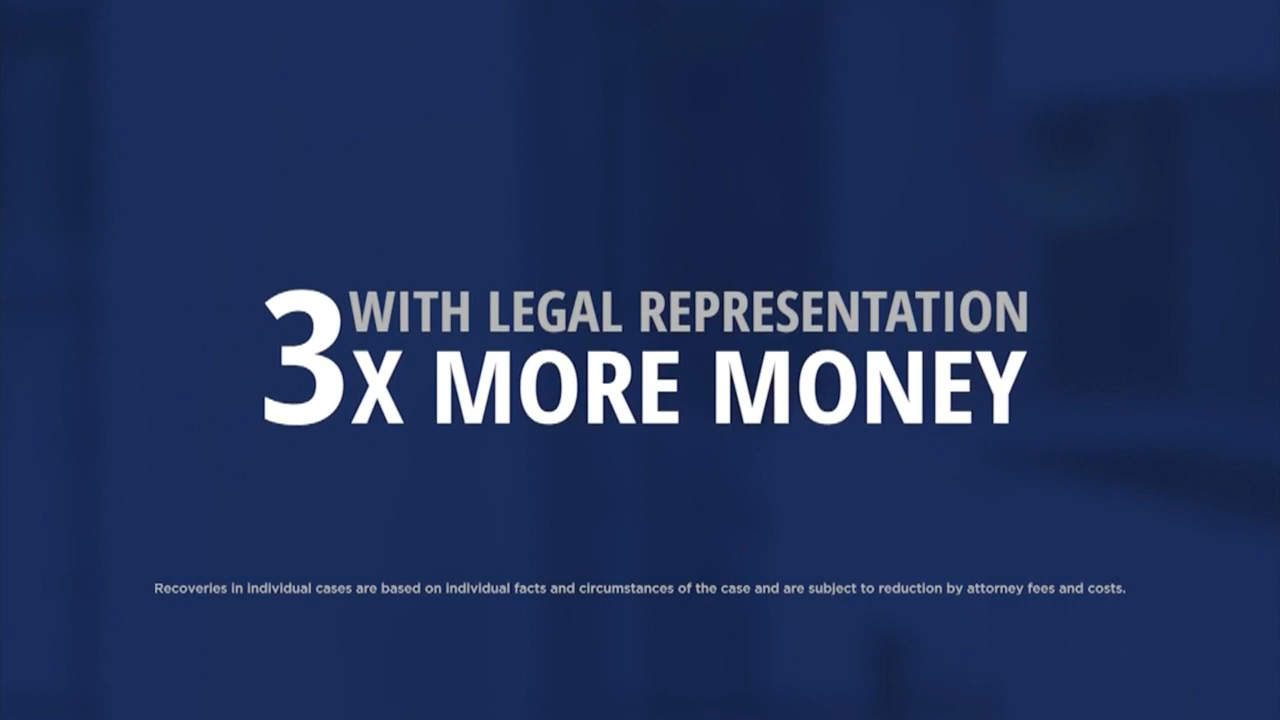 WITH LEGAL REPRESENTATION
3X MORE MONEY
Recoveries in individual cases are based on individual facts and circumstances of the case and are subject to reduction by attorney fees and costs.